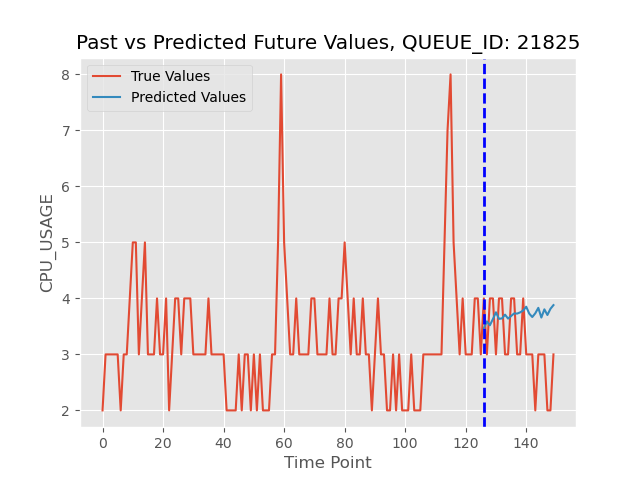 Past vs Predicted Future Values, QUEUE_ID: 21825
True Values
Predicted Values
8
7
6
5
4
3
2
CPU_USAGE
0 20 40 60 80 100 120 140
Time Point